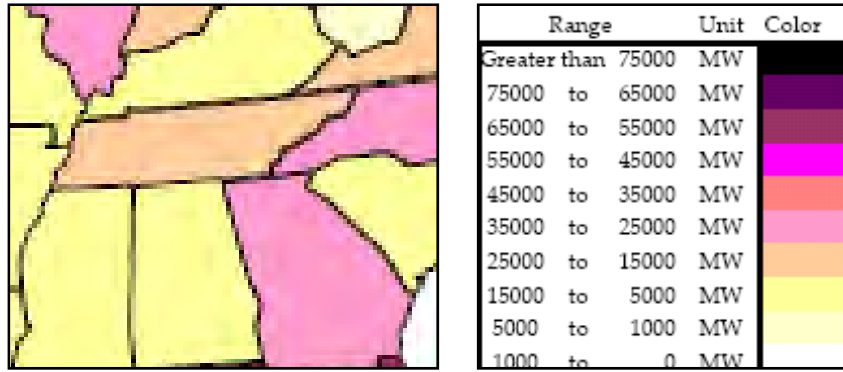 Range Unit Color
Greater than 75000 MW
75000 to 65000 MW
65000 to 55000 MW
55000 to 45000 MW
45000 to 35000 MW
35000 to 25000 MW
25000 to 15000 MW
15000 to 5000 MW
5000 to 1000 MW
1000 to 0 MW